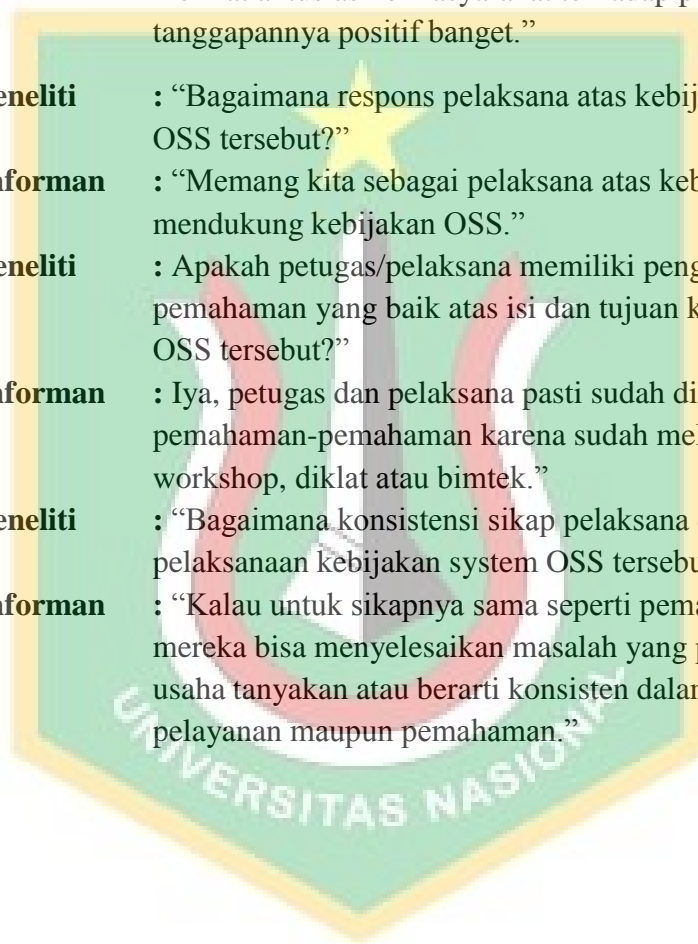 tanggapannya positif banget.”
eneliti : “Bagaimana respons pelaksana atas kebij
OSS tersebut?”
forman : “Memang kita sebagai pelaksana atas keb
mendukung kebijakan OSS.”
eneliti : Apakah petugas/pelaksana memiliki peng
pemahaman yang baik atas isi dan tujuan k
OSS tersebut?”
forman : Iya, petugas dan pelaksana pasti sudah di
pemahaman-pemahaman karena sudah mel
workshop, diklat atau bimtek.”
eneliti : “Bagaimana konsistensi sikap pelaksana
pelaksanaan kebijakan system OSS tersebu
forman : “Kalau untuk sikapnya sama seperti pema
mereka bisa menyelesaikan masalah yang p
usaha tanyakan atau berarti konsisten dalam
pelayanan maupun pemahaman.”
UNIVERSITAS NASIONAL